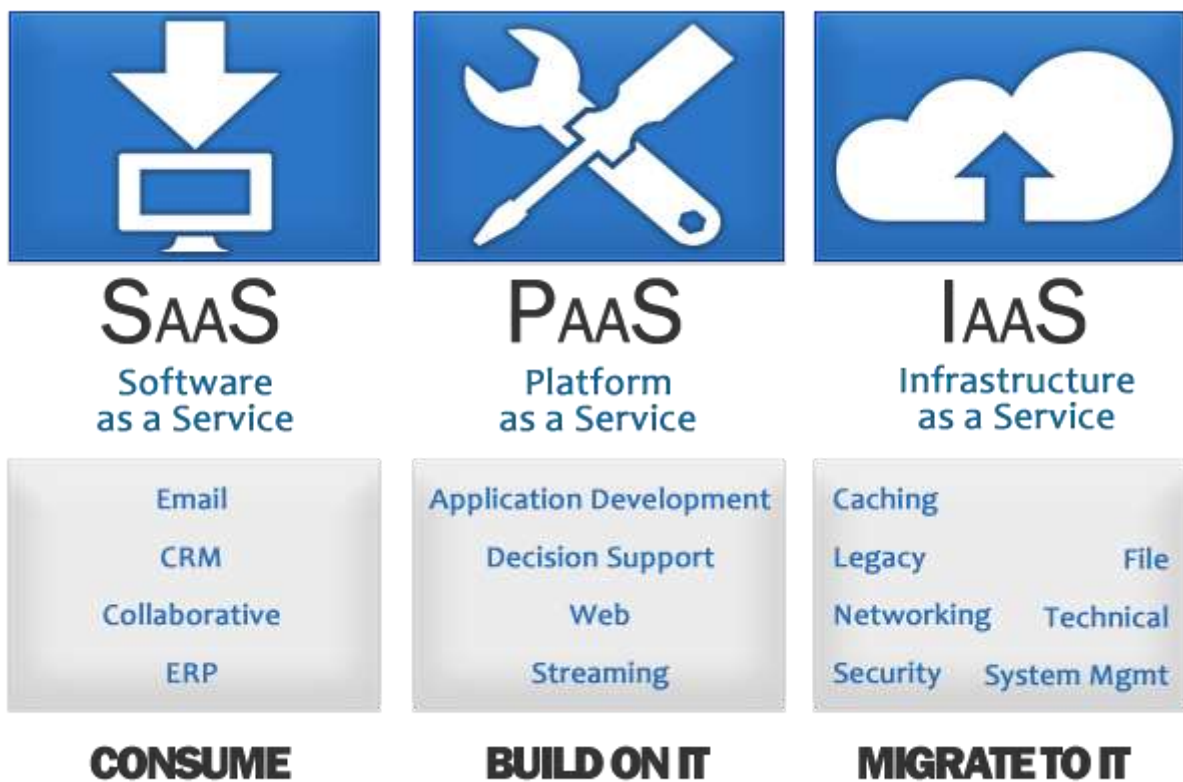 SAAS
Software
as a Service
Email
CRM
Collaborative
ERP
CONSUME
PAAS
Platform
as a Service
Application Development
Decision Support
Web
Streaming
BUILD ON IT
IAAS
Infrastructure
as a Service
Caching
Legacy File
Networking Technical
Security System Mgmt
MIGRATE TO IT